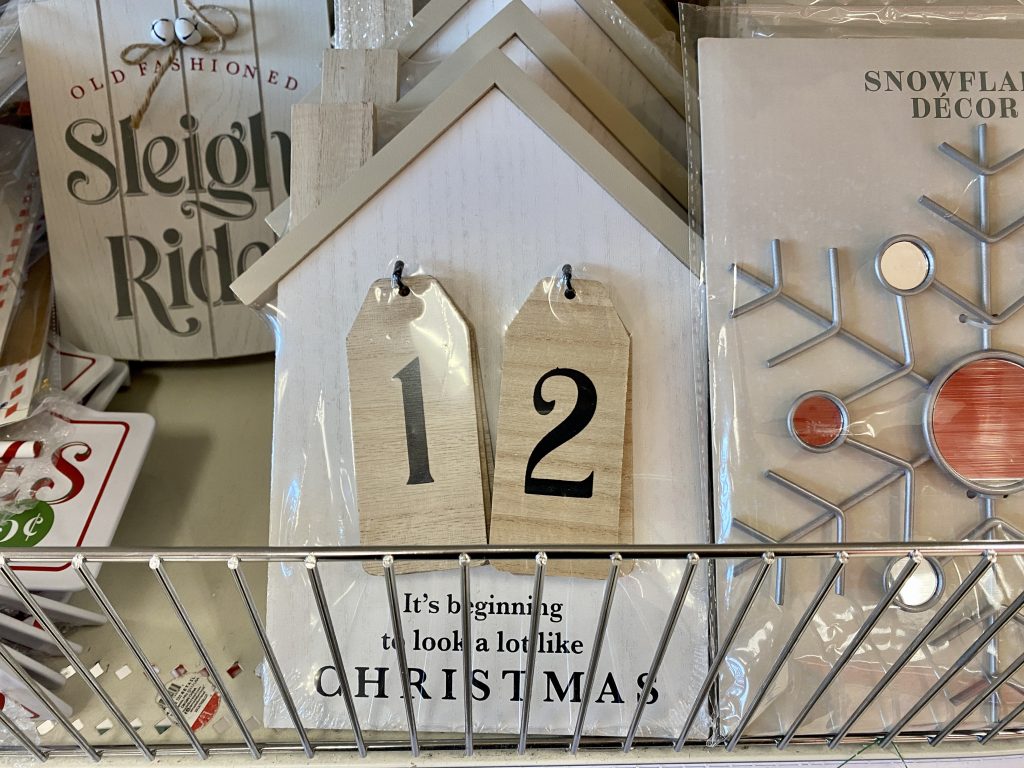 OLD FASHIONED
Sleigh
Ride
SNOWFLA
DÉCOR
1 2
It's beginning
to look a lot like
CHRISTMAS
¢